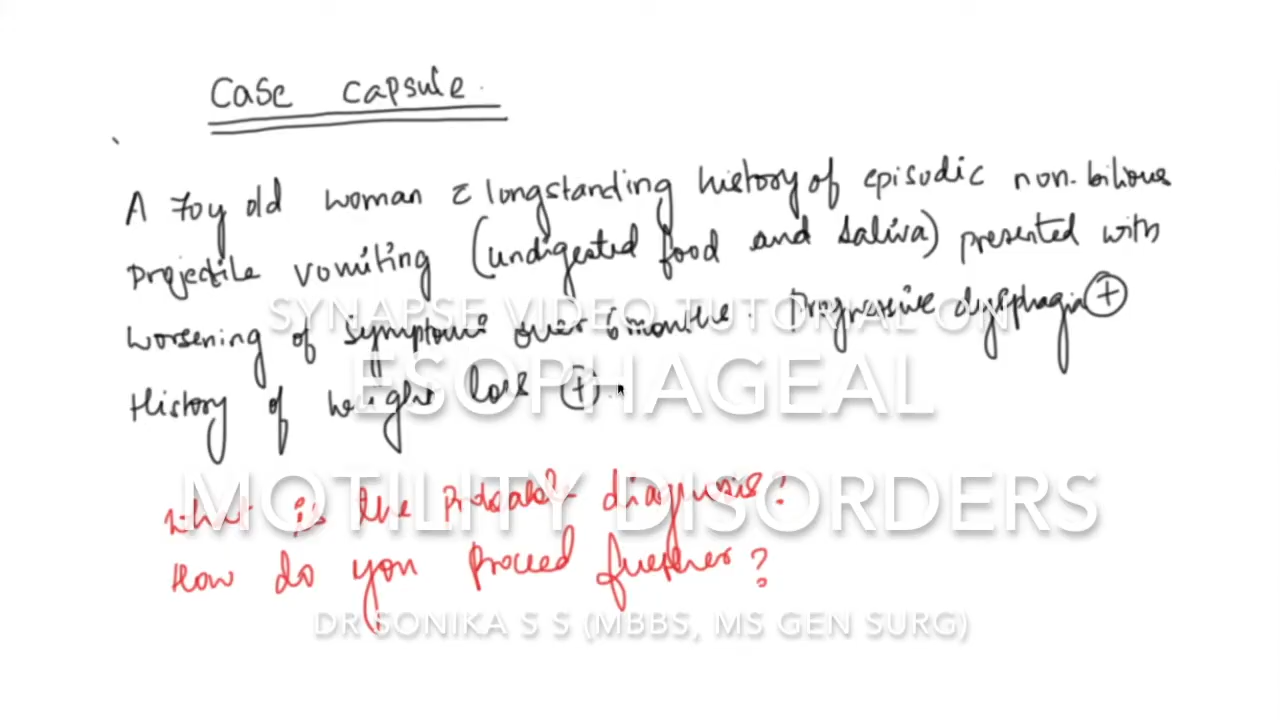 Case capsule.
A 70y old woman c longstanding history of episodic non-bilious
projectile vomiting (undigested food and saliva) presented with
SYNAPSE VIDEO TUTORIAL ON
worsening of symptoms over 6 months. Progressive dysphagia +
ESOPHAGEAL
History of weight loss +.
MOTILITY DISORDERS
What is the Probable diagnosis?
How do you proceed further?
DR SONIKA S S (MBBS, MS GEN SURG)